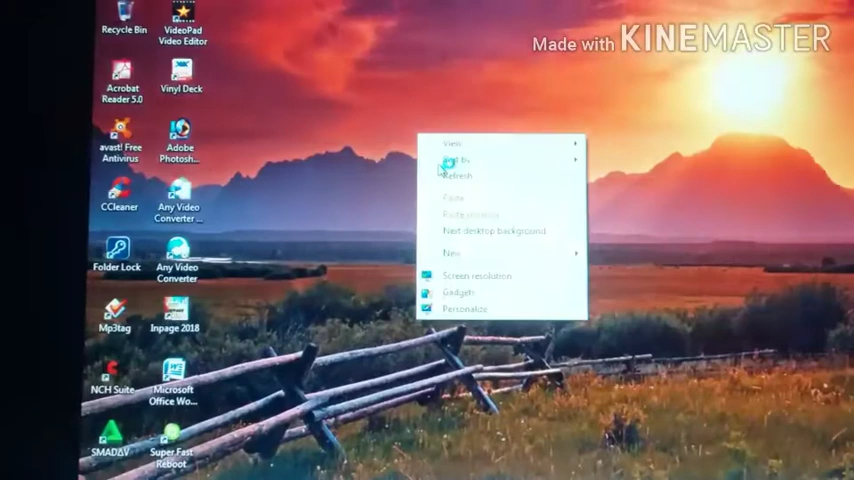 Made with KINEMASTER
Recycle Bin
VideoPad
Video Editor
Acrobat
Reader 5.0
Vinyl Deck
avast! Free
Antivirus
Adobe
Photosh...
CCleaner
Any Video
Converter ...
Folder Lock
Any Video
Converter
Mp3tag
Inpage 2018
NCH Suite
Microsoft
Office Wo...
SMADΔV
Super Fast
Reboot
View
Refresh
Paste
Next desktop background
New
Screen resolution
Gadgets
Personalize